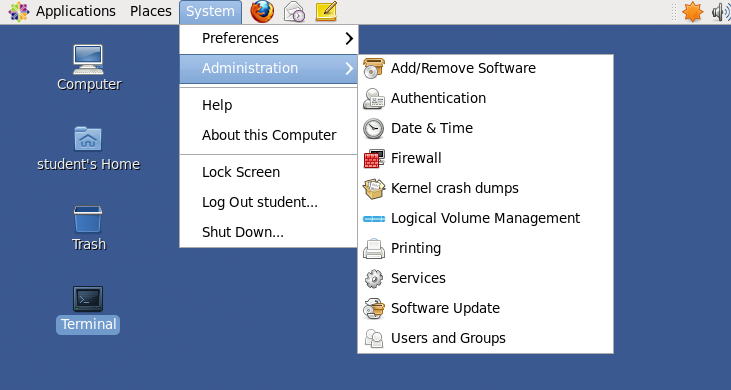 Applications Places System
Computer
student's Home
Trash
Terminal
Preferences
Administration
Help
About this Computer
Lock Screen
Log Out student...
Shut Down...
Add/Remove Software
Authentication
Date & Time
Firewall
Kernel crash dumps
Logical Volume Management
Printing
Services
Software Update
Users and Groups